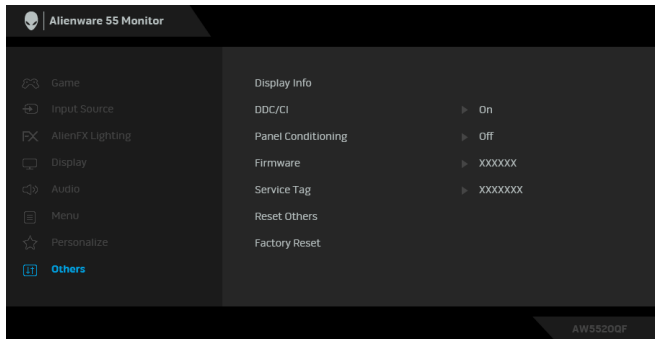 Alienware 55 Monitor
Game
Input Source
AlienFX Lighting
Display
Audio
Menu
Personalize
Others
Display Info
DDC/CI On
Panel Conditioning Off
Firmware XXXXXX
Service Tag XXXXXXX
Reset Others
Factory Reset
AW5520QF